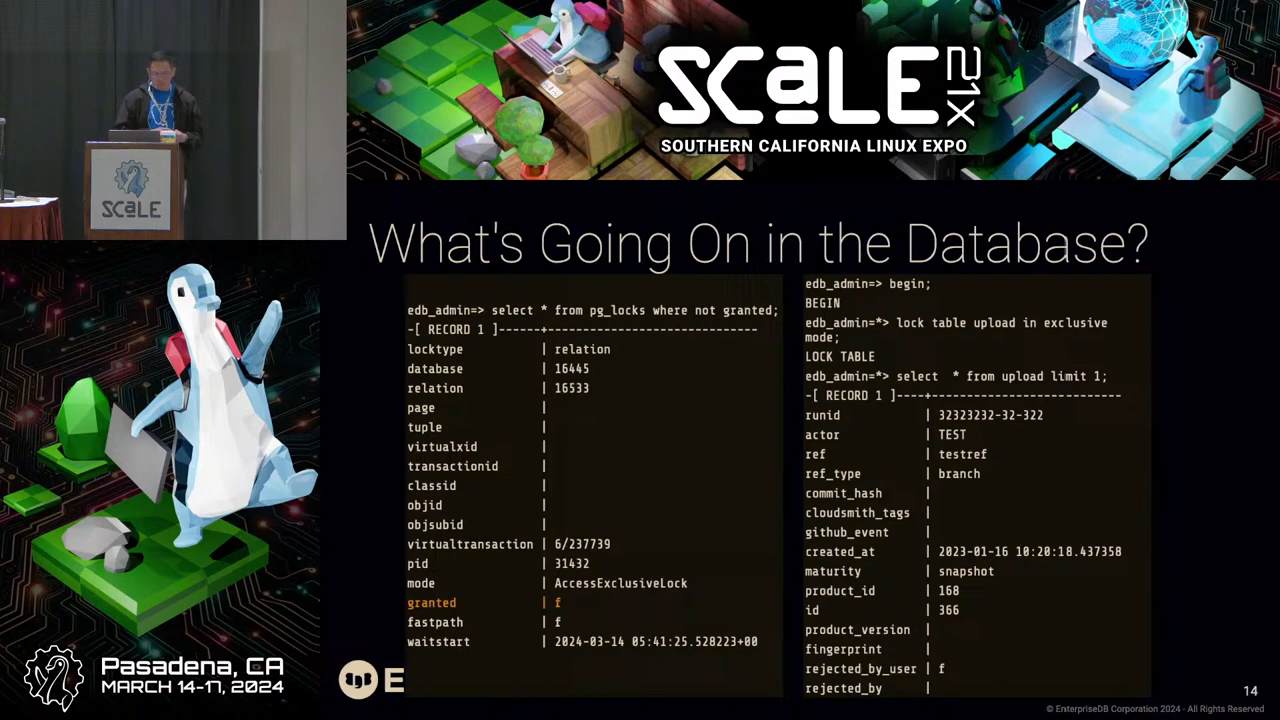 SCALE 21X
SOUTHERN CALIFORNIA LINUX EXPO
SCALE
What's Going On in the Database?
edb_admin=> select * from pg_locks where not granted;
-[ RECORD 1 ]------+-----------------------------
locktype | relation
database | 16445
relation | 16533
page |
tuple |
virtualxid |
transactionid |
classid |
objid |
objsubid |
virtualtransaction | 6/237739
pid | 31432
mode | AccessExclusiveLock
granted | f
fastpath | f
waitstart | 2024-03-14 05:41:25.528223+00
edb_admin=> begin;
BEGIN
edb_admin=*> lock table upload in exclusive
mode;
LOCK TABLE
edb_admin=*> select * from upload limit 1;
-[ RECORD 1 ]----+---------------------------
runid | 32323232-32-322
actor | TEST
ref | testref
ref_type | branch
commit_hash |
cloudsmith_tags |
github_event |
created_at | 2023-01-16 10:20:18.437358
maturity | snapshot
product_id | 168
id | 366
product_version |
fingerprint |
rejected_by_user | f
rejected_by |
Pasadena, CA
MARCH 14-17, 2024
E
14
© EnterpriseDB Corporation 2024 - All Rights Reserved